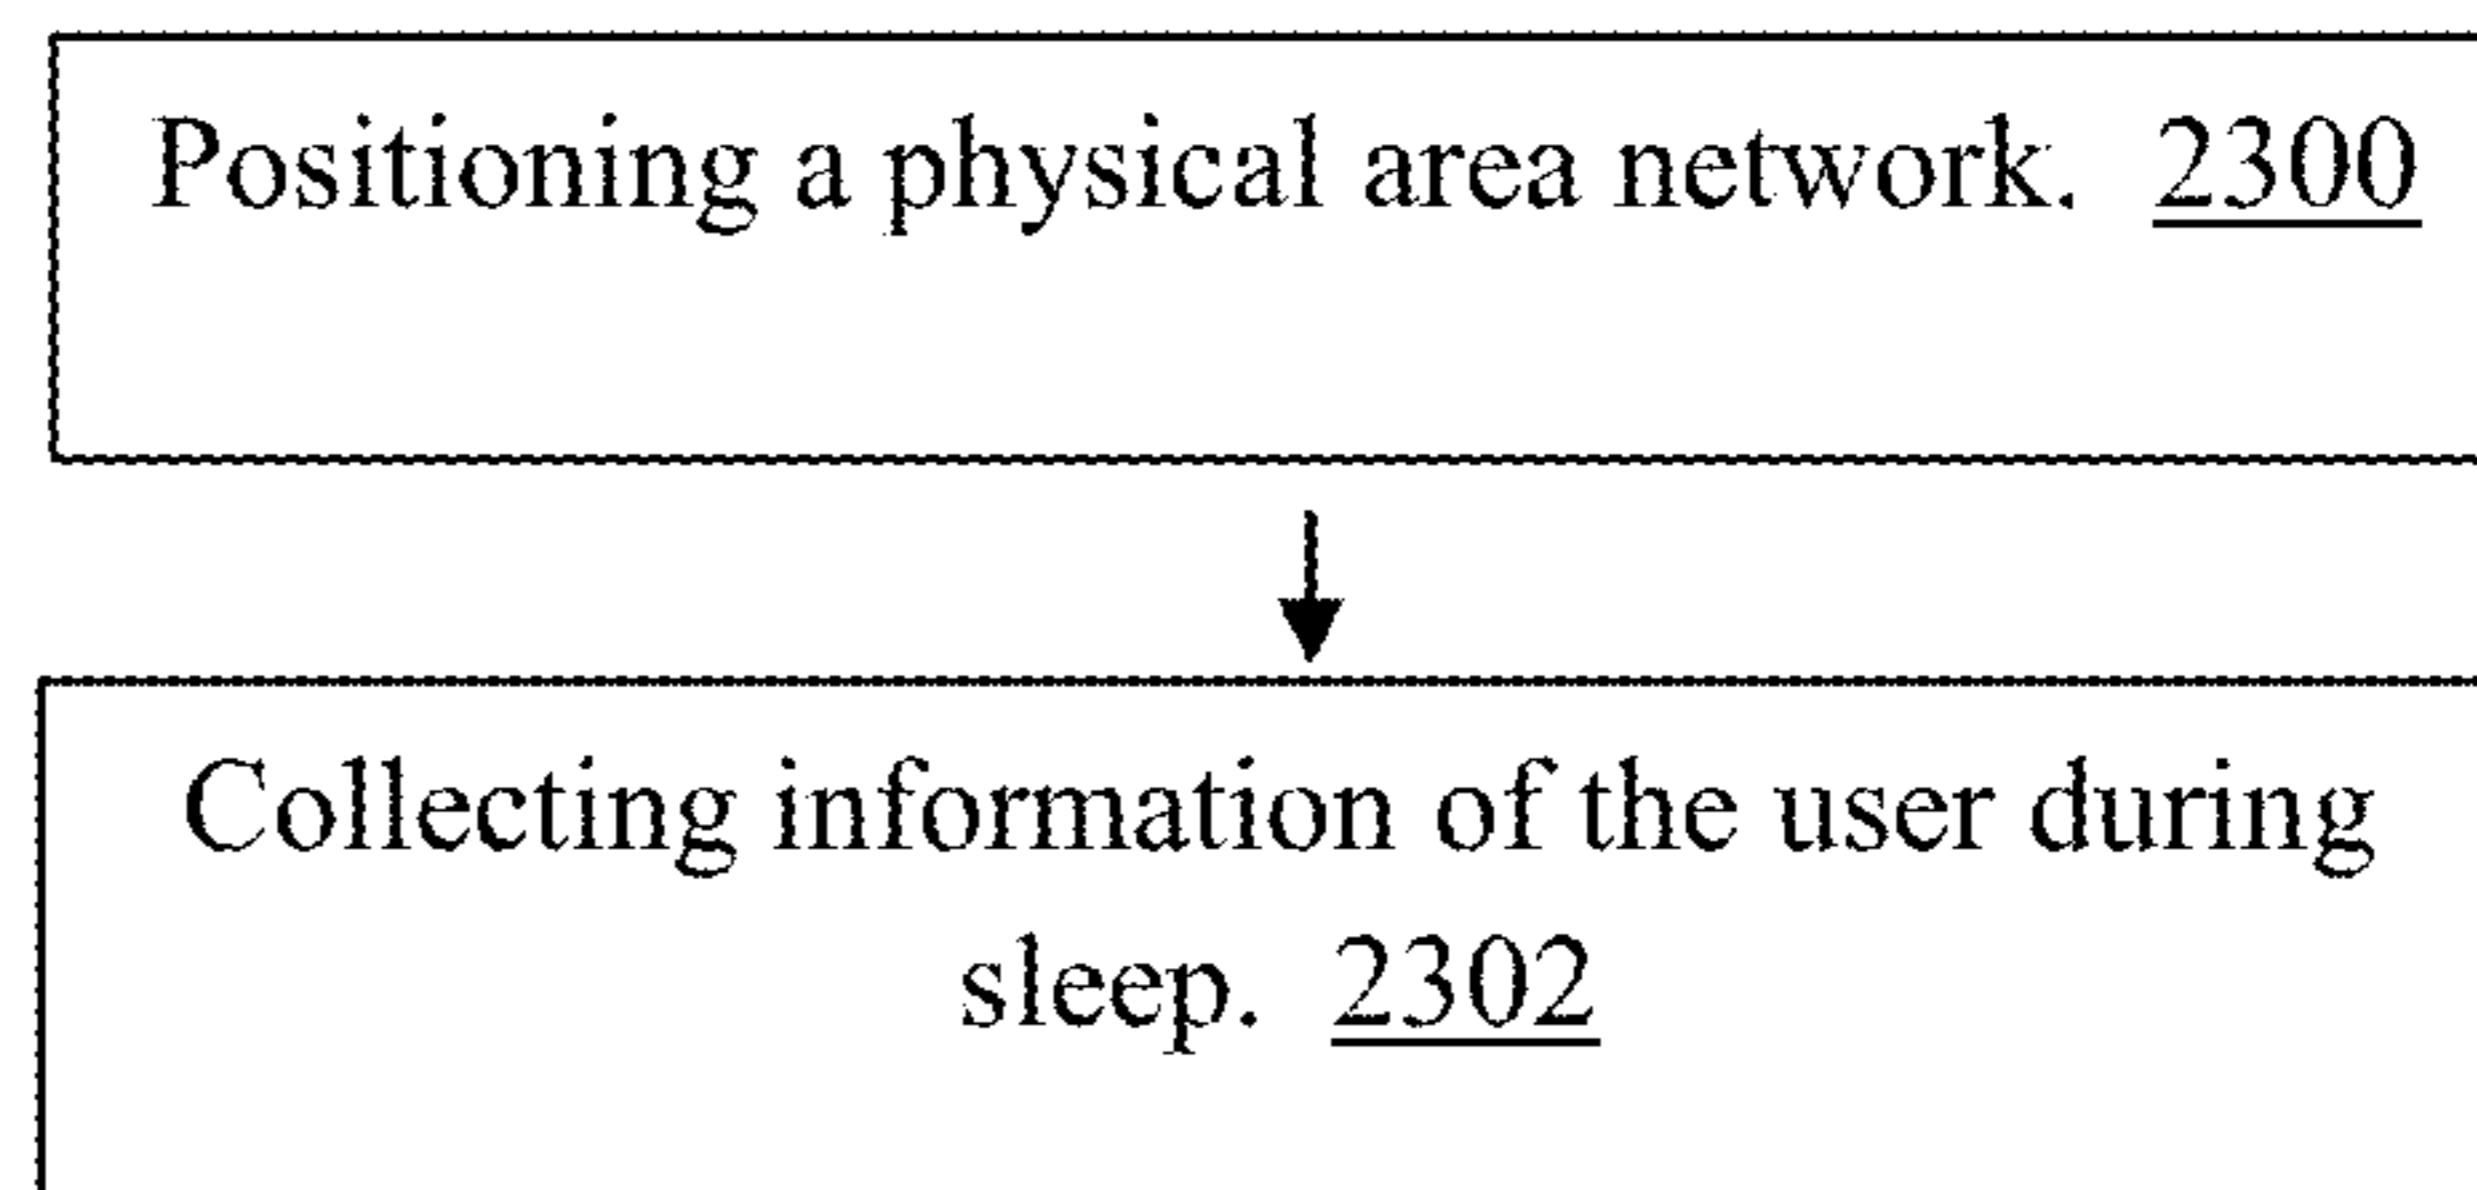 Positioning a physical area network. 2300
Collecting information of the user during
sleep. 2302